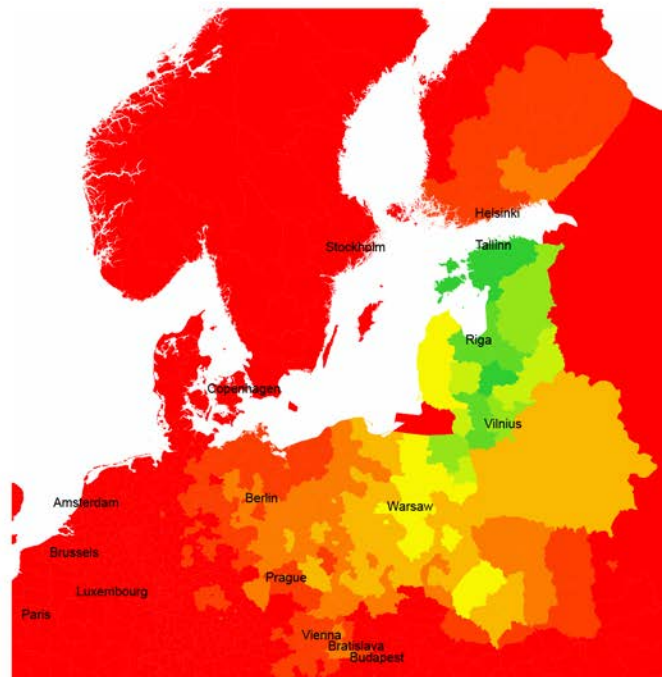 Helsinki
Stockholm
Tallinn
Riga
Copenhagen
Vilnius
Berlin
Amsterdam
Warsaw
Brussels
Prague
Luxembourg
Paris
Vienna
Bratislava
Budapest